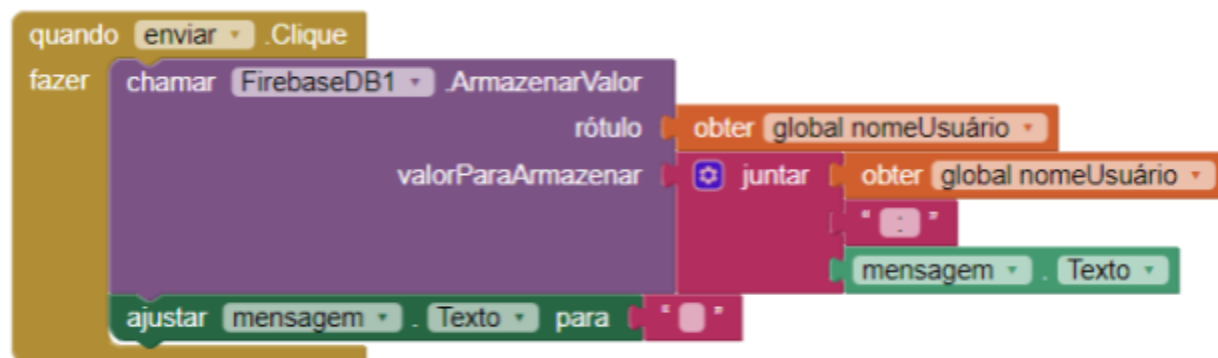 quando enviar .Clique
fazer chamar FirebaseDB1 .ArmazenarValor
rótulo obter global nomeUsuário
valorParaArmazenar juntar obter global nomeUsuário
“ : ”
mensagem . Texto
ajustar mensagem . Texto para “ ”